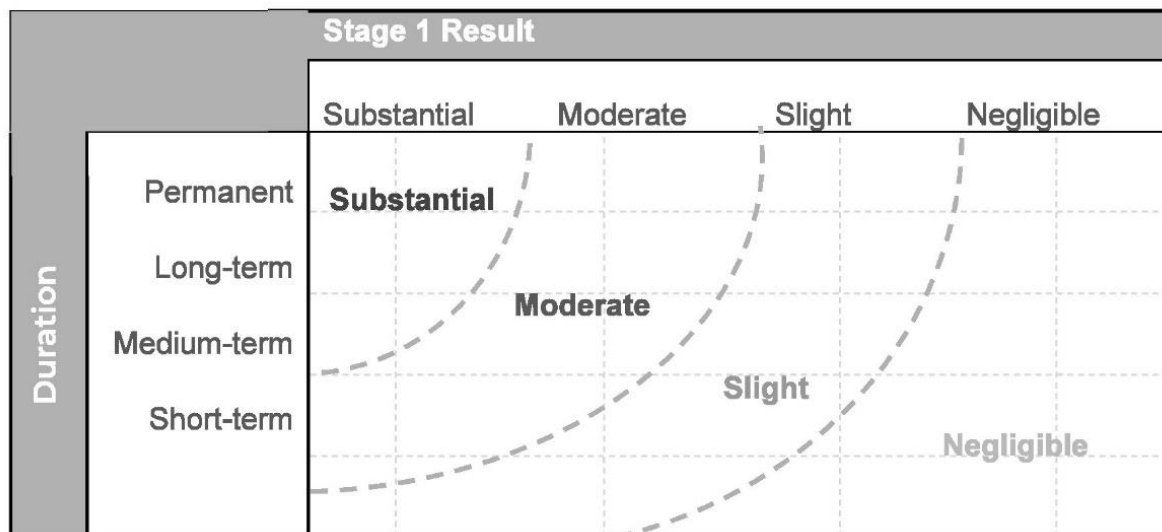 Stage 1 Result
Substantial Moderate Slight Negligible
Permanent
Substantial
Long-term
Moderate
Medium-term
Slight
Short-term
Negligible
Duration